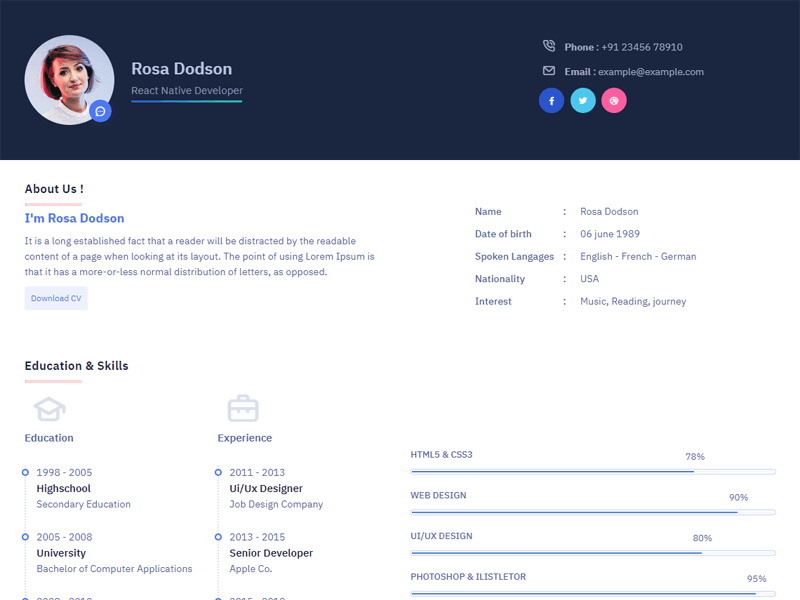 Rosa Dodson
React Native Developer
Phone : +91 23456 78910
Email : example@example.com
About Us !
I'm Rosa Dodson
It is a long established fact that a reader will be distracted by the readable
content of a page when looking at its layout. The point of using Lorem Ipsum is
that it has a more-or-less normal distribution of letters, as opposed.
Download CV
Name : Rosa Dodson
Date of birth : 06 june 1989
Spoken Langages : English - French - German
Nationality : USA
Interest : Music, Reading, journey
Education & Skills
Education
1998 - 2005
Highschool
Secondary Education
2005 - 2008
University
Bachelor of Computer Applications
Experience
2011 - 2013
Ui/Ux Designer
Job Design Company
2013 - 2015
Senior Developer
Apple Co.
HTML5 & CSS3 78%
WEB DESIGN 90%
UI/UX DESIGN 80%
PHOTOSHOP & ILISTLETOR 95%